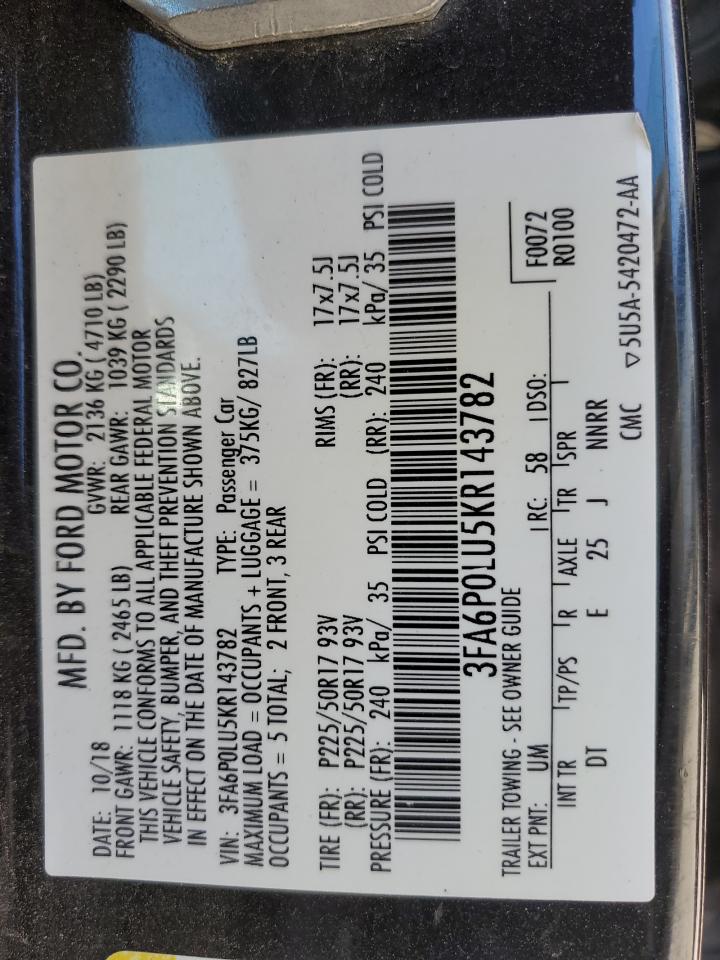 MFD. BY FORD MOTOR CO.
DATE: 10/18 GVWR: 2136 KG ( 4710 LB)
FRONT GAWR: 1118 KG ( 2465 LB) REAR GAWR: 1039 KG ( 2290 LB)
THIS VEHICLE CONFORMS TO ALL APPLICABLE FEDERAL MOTOR
VEHICLE SAFETY, BUMPER, AND THEFT PREVENTION STANDARDS
IN EFFECT ON THE DATE OF MANUFACTURE SHOWN ABOVE.
VIN: 3FA6P0LU5KR143782 TYPE: Passenger Car
MAXIMUM LOAD = OCCUPANTS + LUGGAGE = 375KG/ 827LB
OCCUPANTS = 5 TOTAL; 2 FRONT, 3 REAR
TIRE (FR): P225/50R17 93V RIMS (FR): 17x7.5J
(RR): P225/50R17 93V (RR): 17x7.5J
PRESSURE (FR): 240 kPa/ 35 PSI COLD (RR): 240 kPa/ 35 PSI COLD
3FA6P0LU5KR143782
TRAILER TOWING - SEE OWNER GUIDE F0072
EXT PNT: UM RC: 58 DSO: R0100
INT TR TP/PS R AXLE TR SPR
DT E 25 J NNRR
CMC ▽5U5A-5420472-AA